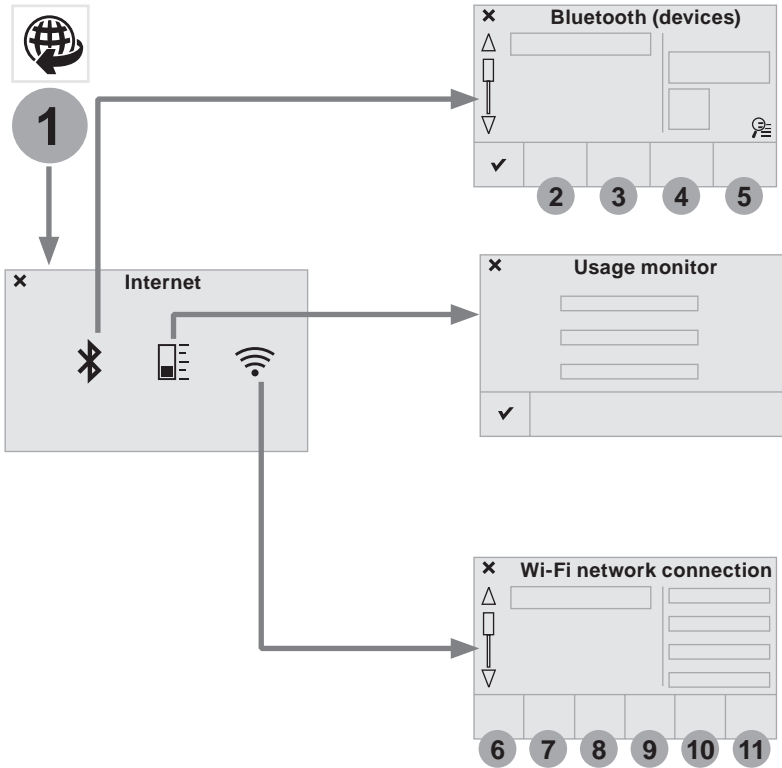 Bluetooth (devices)
1
2 3 4 5
Internet
Usage monitor
Wi-Fi network connection
6 7 8 9 10 11